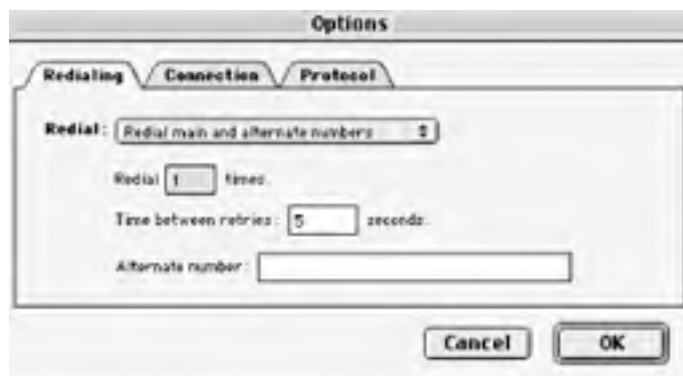 Options
Redialing Connection Protocol
Redial: Redial main and alternate numbers
Redial 1 times.
Time between retries: 5 seconds.
Alternate number:
Cancel OK